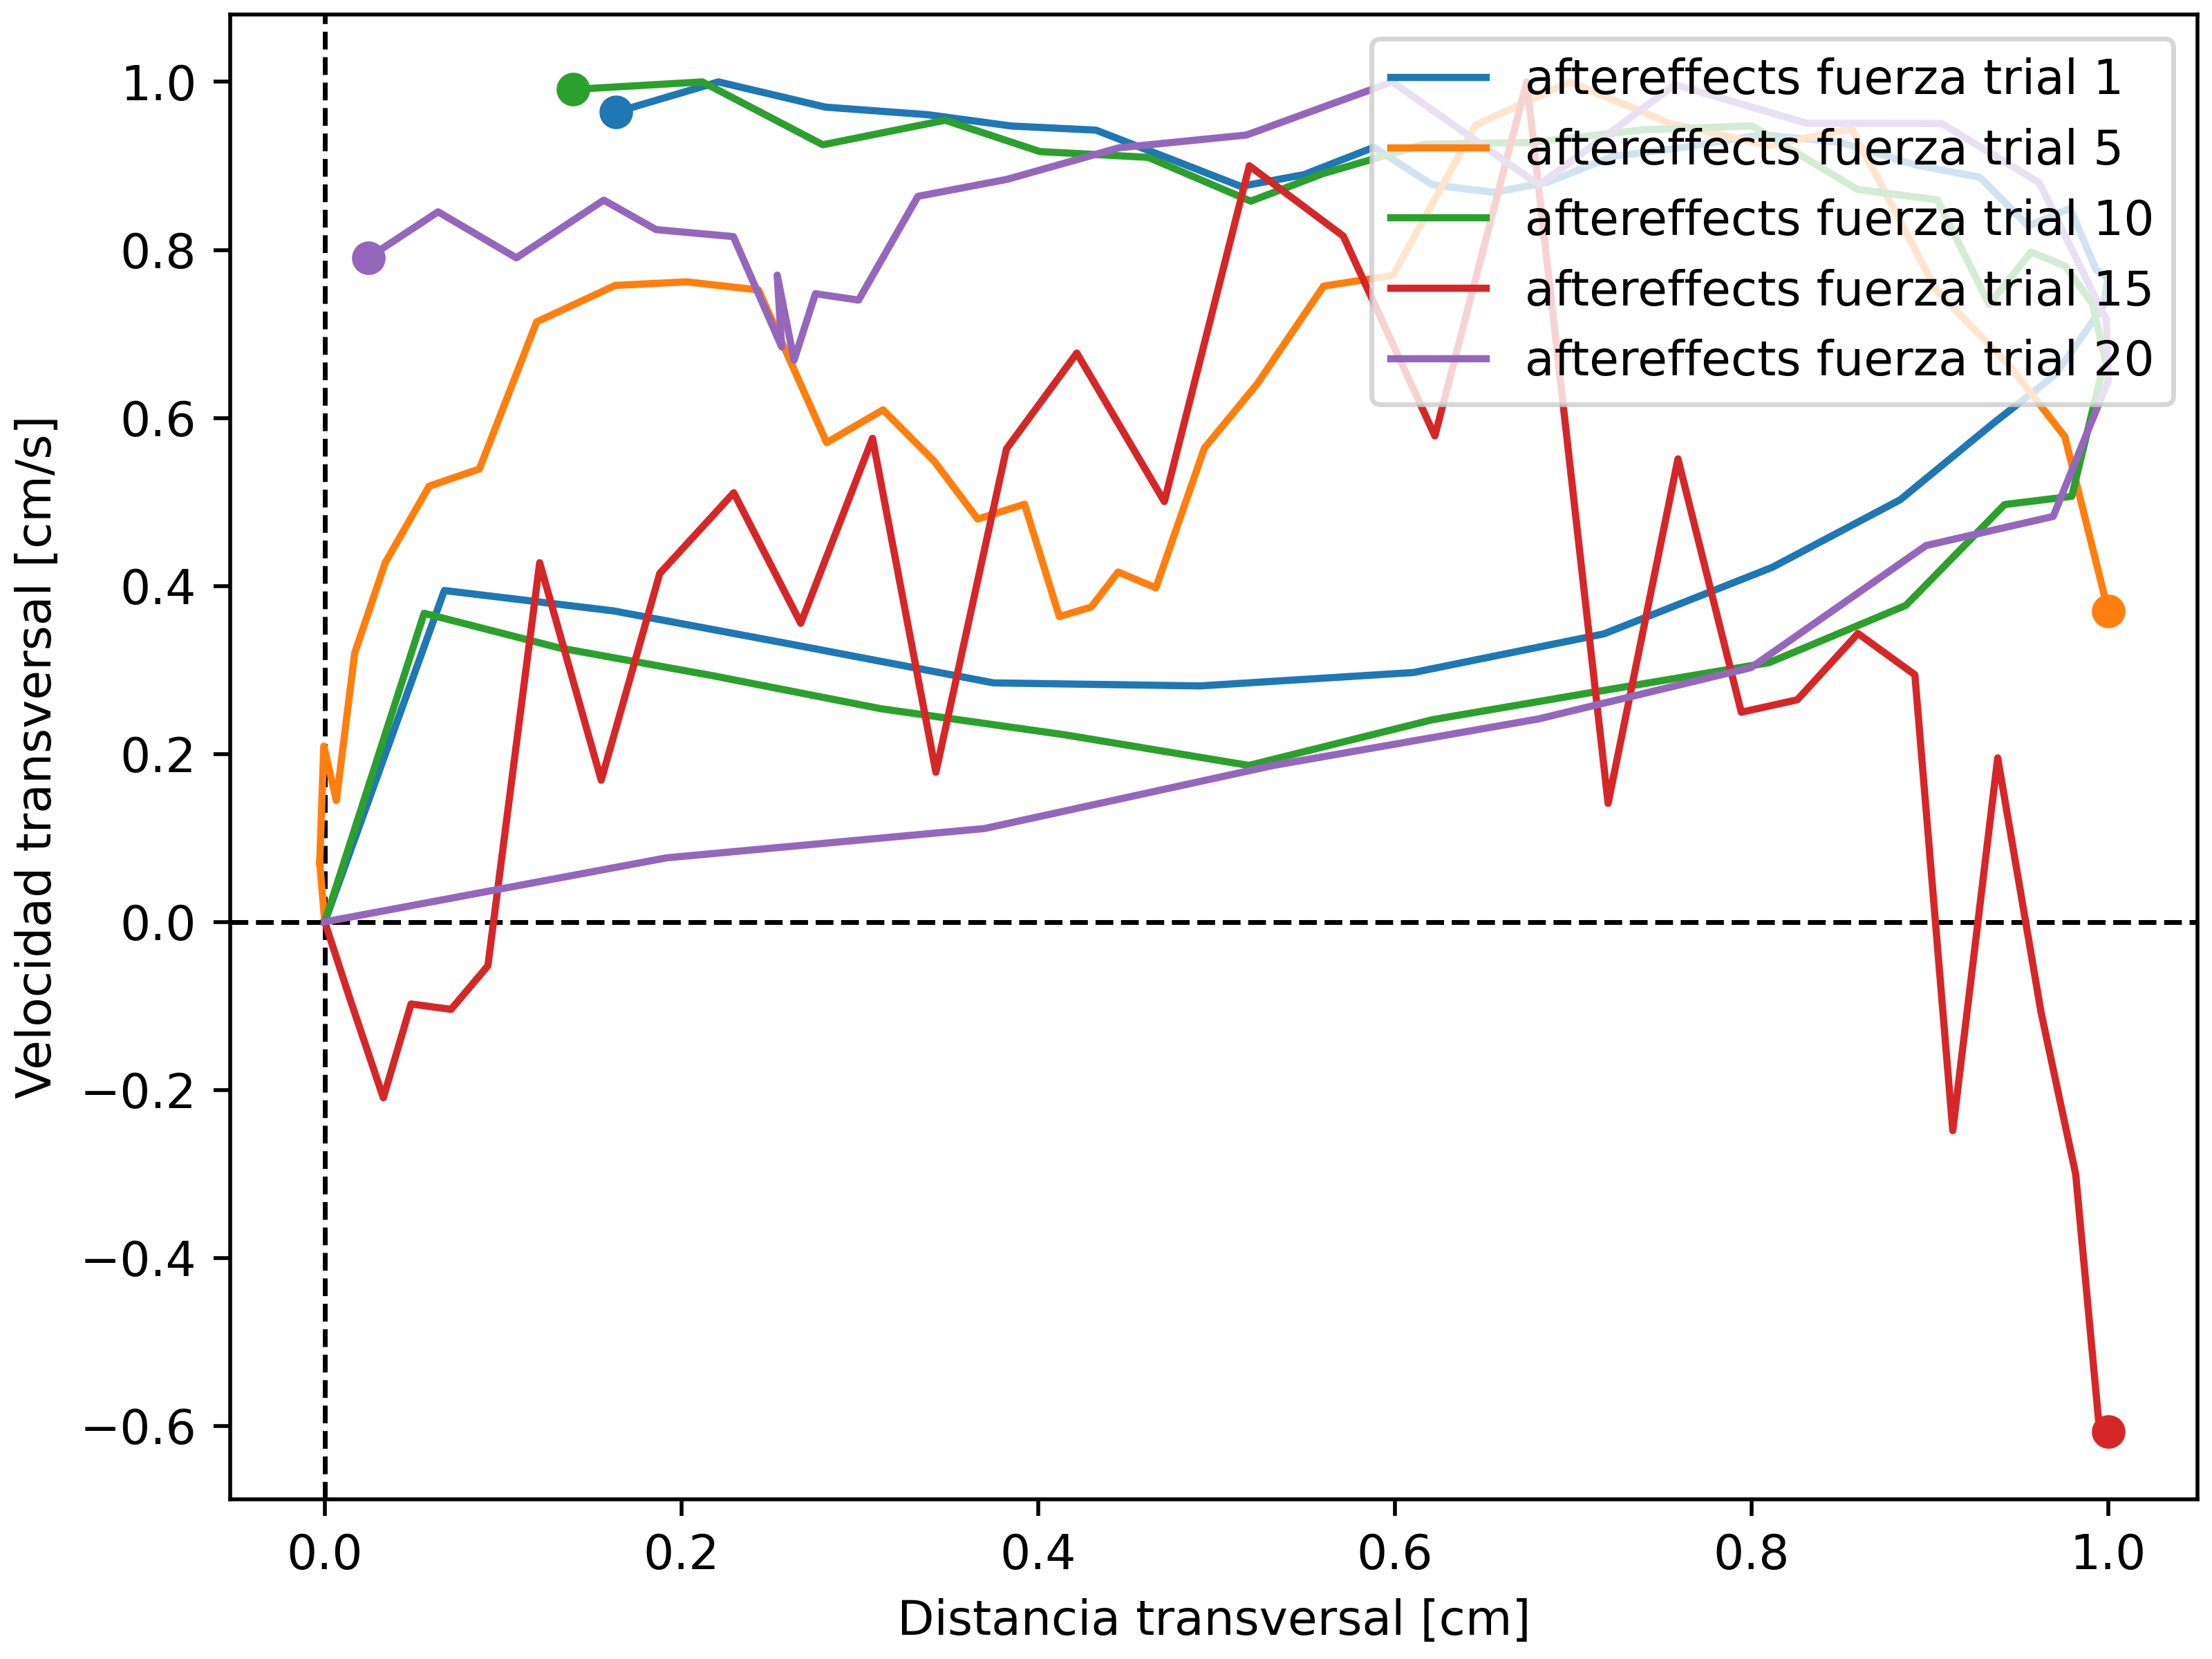 aftereffects fuerza trial 1
aftereffects fuerza trial 5
aftereffects fuerza trial 10
aftereffects fuerza trial 15
aftereffects fuerza trial 20
1.0
0.8
0.6
0.4
0.2
0.0
−0.2
−0.4
−0.6
Velocidad transversal [cm/s]
0.0 0.2 0.4 0.6 0.8 1.0
Distancia transversal [cm]